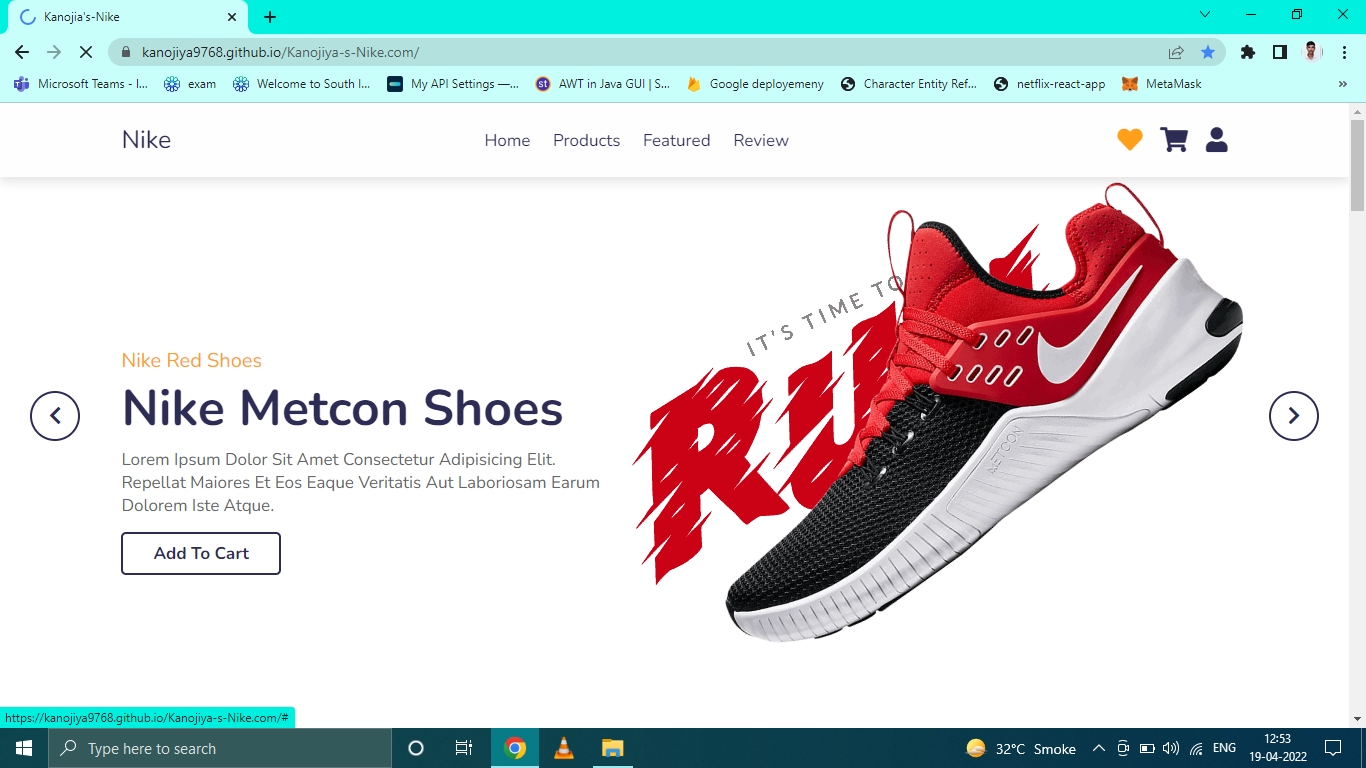 Kanojia's-Nike
kanojiya9768.github.io/Kanojiya-s-Nike.com/
Microsoft Teams - l... exam Welcome to South I... My API Settings —... st AWT in Java GUI | S... Google deployemeny Character Entity Ref... netflix-react-app MetaMask »
Nike Home Products Featured Review
IT'S TIME TO
RU
METCON
Nike Red Shoes
Nike Metcon Shoes
Lorem Ipsum Dolor Sit Amet Consectetur Adipisicing Elit.
Repellat Maiores Et Eos Eaque Veritatis Aut Laboriosam Earum
Dolorem Iste Atque.
Add To Cart
https://kanojiya9768.github.io/Kanojiya-s-Nike.com/#
Type here to search 32°C Smoke ENG 12:53
19-04-2022